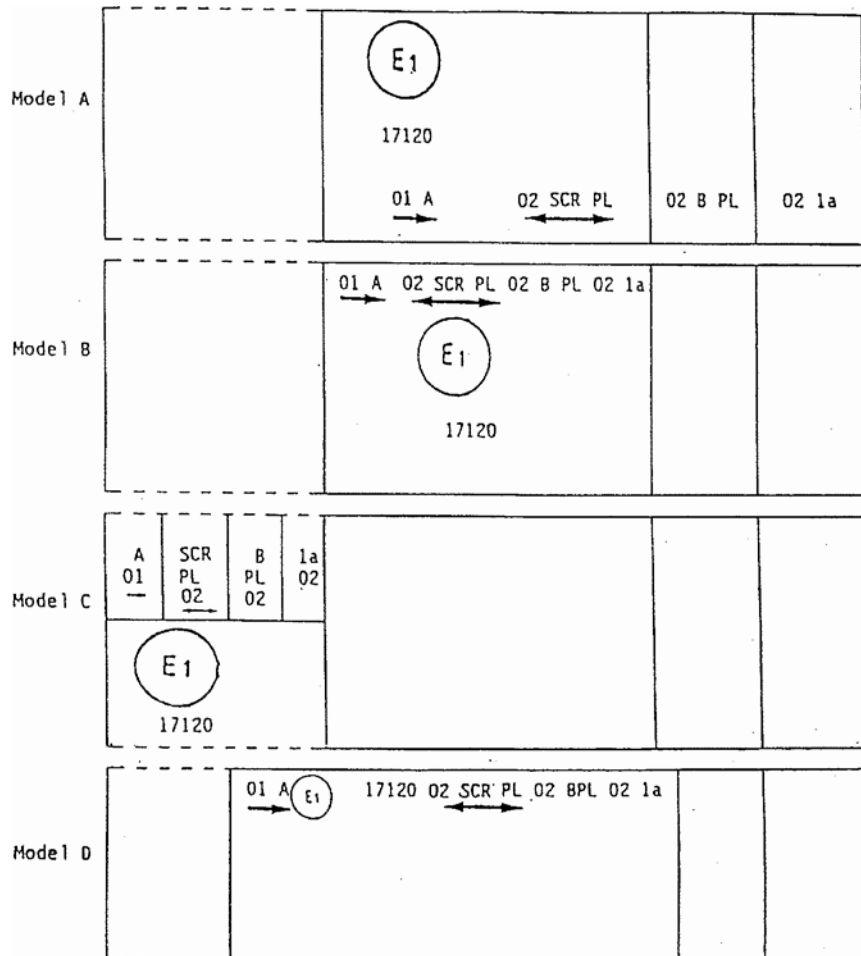 E1
Model A
17120
01 A 02 SCR PL 02 B PL 02 1a
01 A 02 SCR PL 02 B PL 02 1a
Model B
E1
17120
A SCR B 1a
01 PL PL 02
02 02
Model C
E1
17120
01 A E1 17120 02 SCR PL 02 BPL 02 1a
Model D